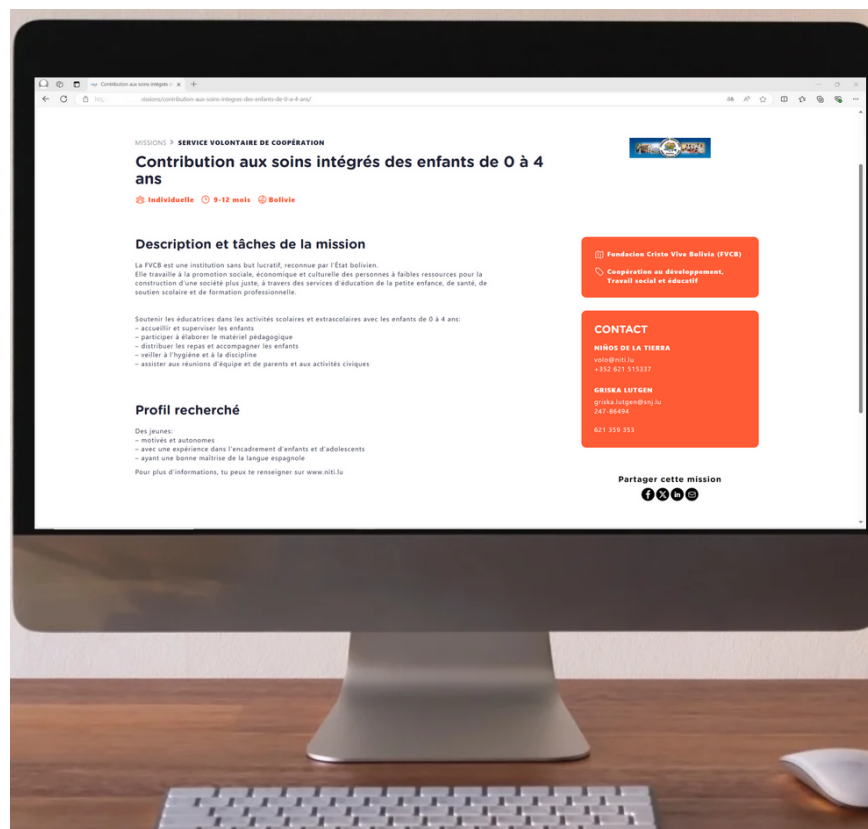 Contribution aux soins intégrés
missions/contribution-aux-soins-integres-des-enfants-de-0-a-4-ans/
MISSIONS > SERVICE VOLONTAIRE DE COOPÉRATION
Contribution aux soins intégrés des enfants de 0 à 4
ans
Individuelle 9-12 mois Bolivie
Description et tâches de la mission
La FVCB est une institution sans but lucratif, reconnue par l'État bolivien.
Elle travaille à la promotion sociale, économique et culturelle des personnes à faibles ressources pour la
construction d'une société plus juste, à travers des services d'éducation de la petite enfance, de santé, de
soutien scolaire et de formation professionnelle.
Soutenir les éducatrices dans les activités scolaires et extrascolaires avec les enfants de 0 à 4 ans:
– accueillir et superviser les enfants
– participer à élaborer le matériel pédagogique
– distribuer les repas et accompagner les enfants
– veiller à l'hygiène et à la discipline
– assister aux réunions d'équipe et de parents et aux activités civiques
Profil recherché
Des jeunes:
– motivés et autonomes
– avec une expérience dans l'encadrement d'enfants et d'adolescents
– ayant une bonne maîtrise de la langue espagnole
Pour plus d'informations, tu peux te renseigner sur www.niti.lu
Fundacion Cristo Vive Bolivia (FVCB)
Coopération au développement,
Travail social et éducatif
CONTACT
NIÑOS DE LA TIERRA
volo@niti.lu
+352 621 515337
GRISKA LUTGEN
griska.lutgen@snj.lu
247-86494
621 359 353
Partager cette mission